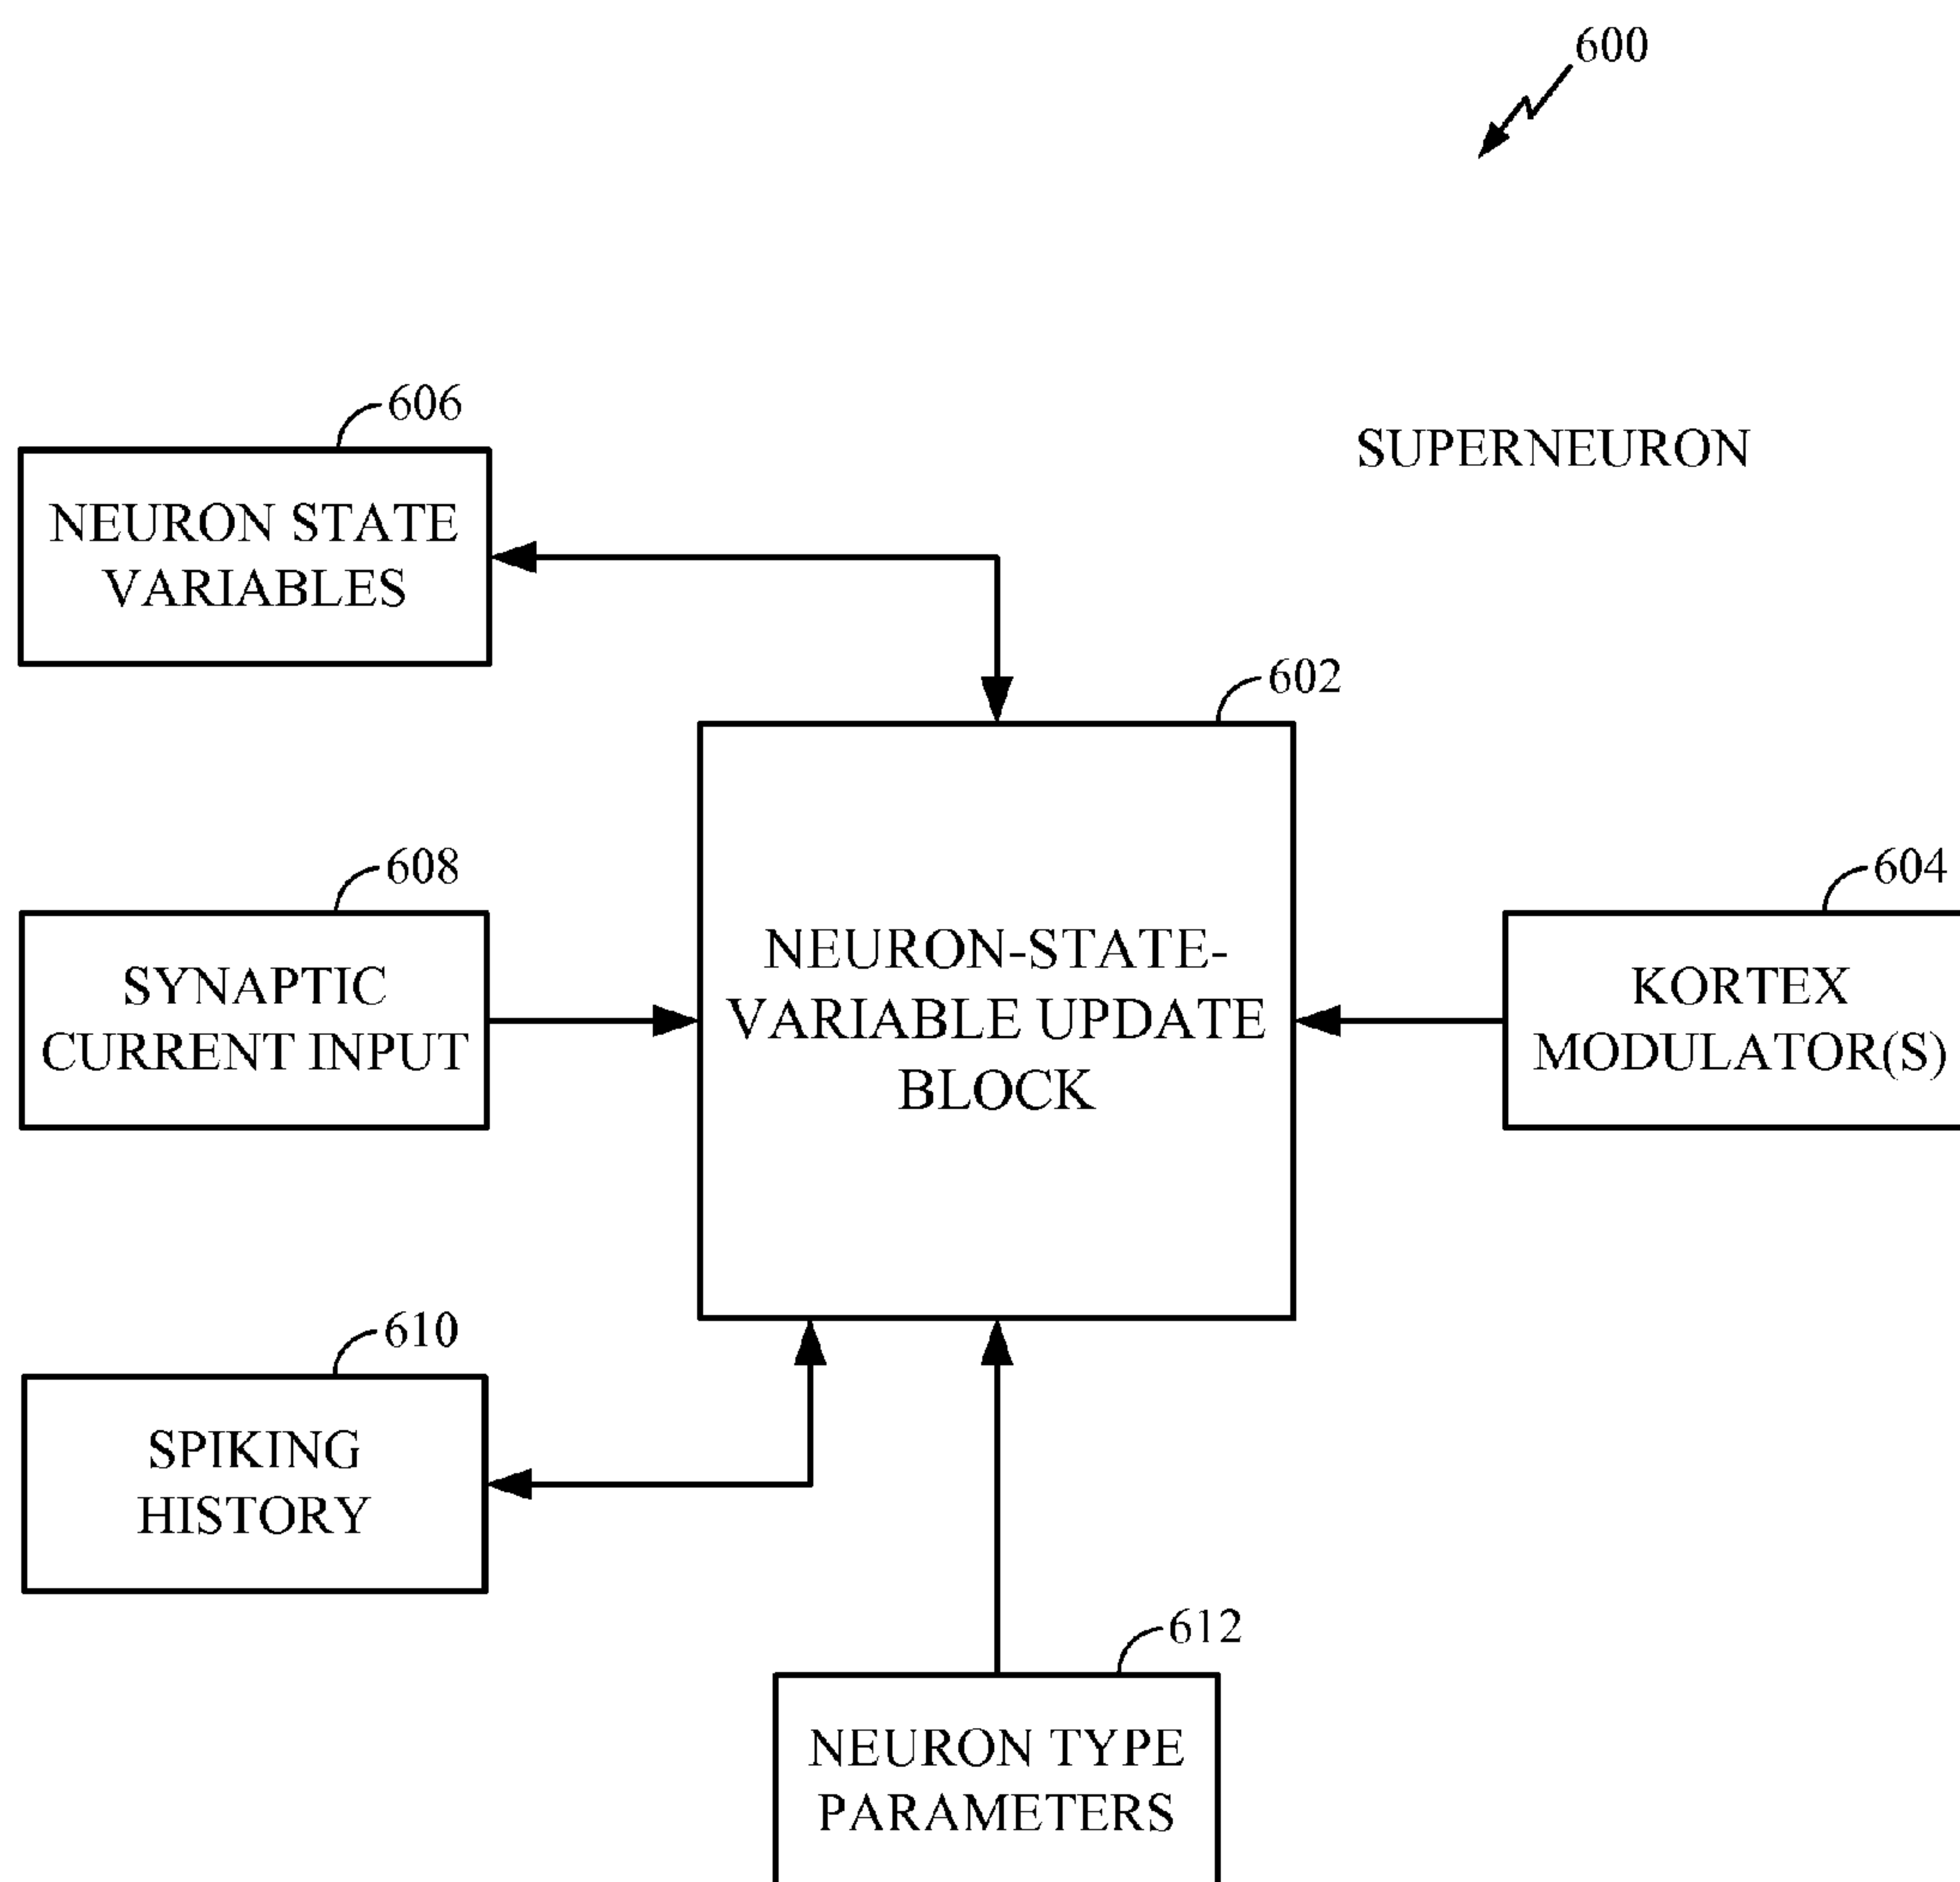 600
606
SUPERNEURON
NEURON STATE
VARIABLES
602
608
604
NEURON-STATE-
VARIABLE UPDATE
BLOCK
SYNAPTIC
CURRENT INPUT
KORTEX
MODULATOR(S)
610
SPIKING
HISTORY
612
NEURON TYPE
PARAMETERS